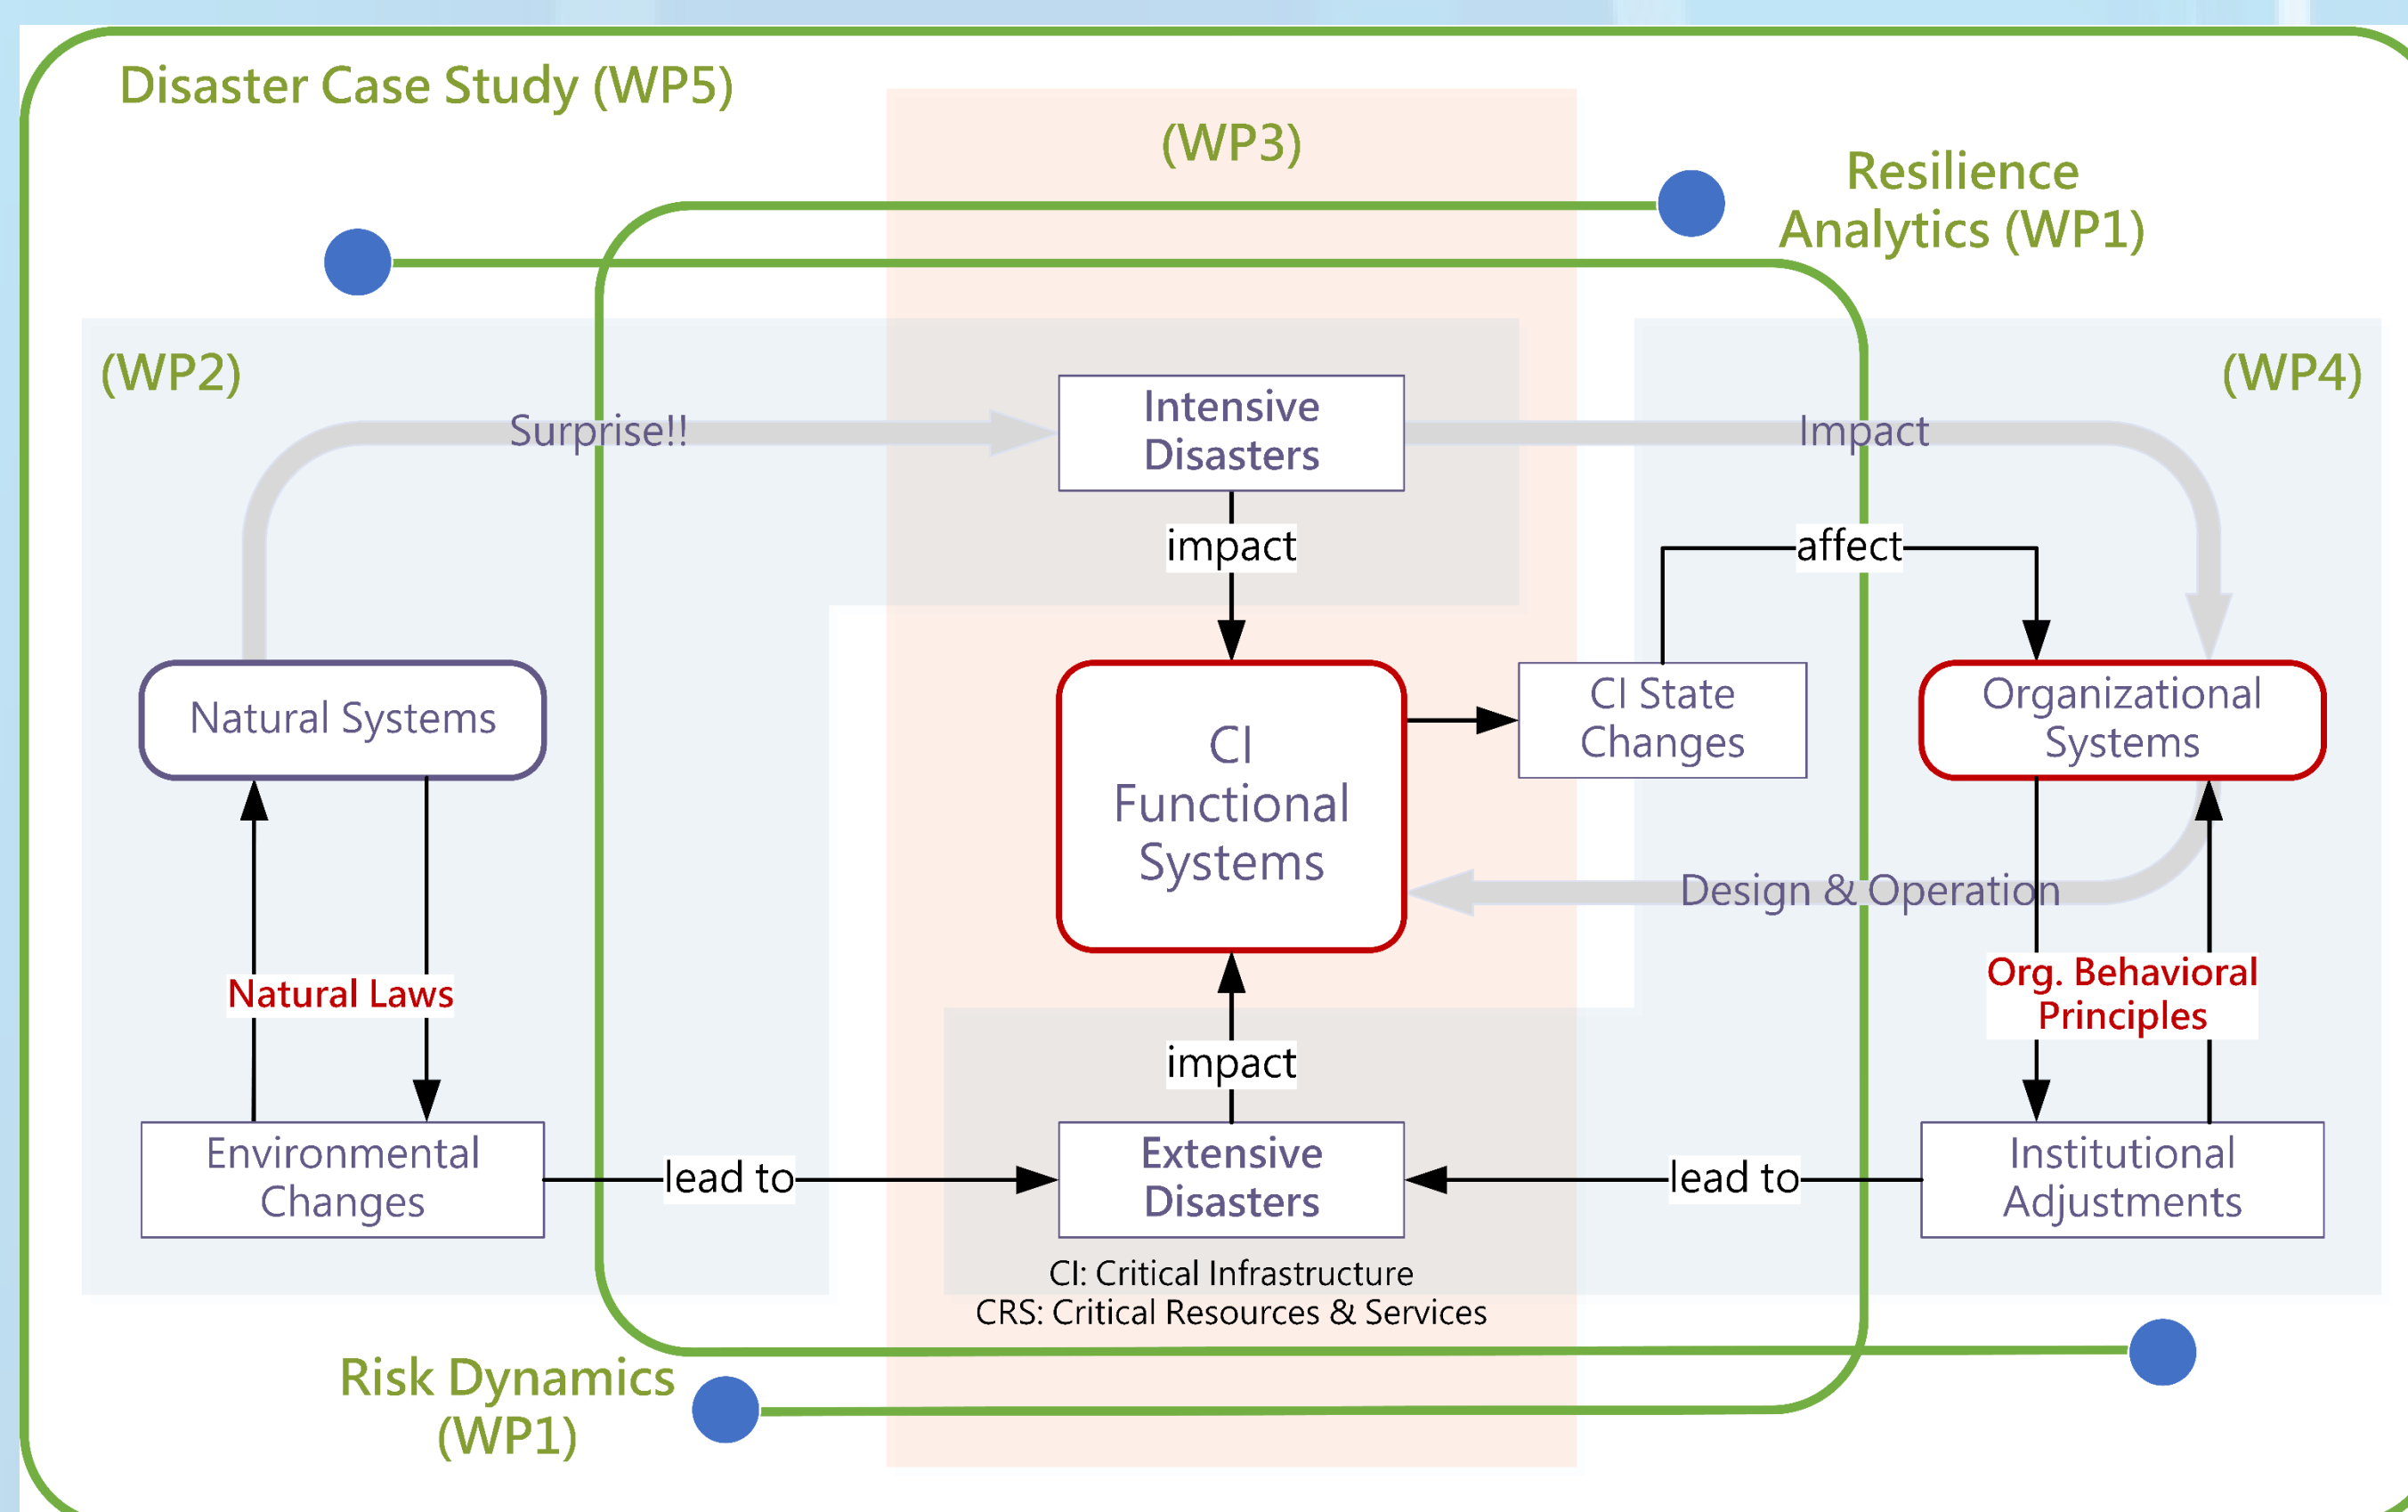 Disaster Case Study (WP5)
(WP3)
Resilience
Analytics (WP1)
(WP2)
(WP4)
Surprise!!
Intensive
Disasters
Impact
impact
affect
Natural Systems
CI
Functional
Systems
CI State
Changes
Organizational
Systems
Design & Operation
Natural Laws
Org. Behavioral
Principles
impact
Environmental
Changes
lead to
Extensive
Disasters
lead to
Institutional
Adjustments
CI: Critical Infrastructure
CRS: Critical Resources & Services
Risk Dynamics
(WP1)